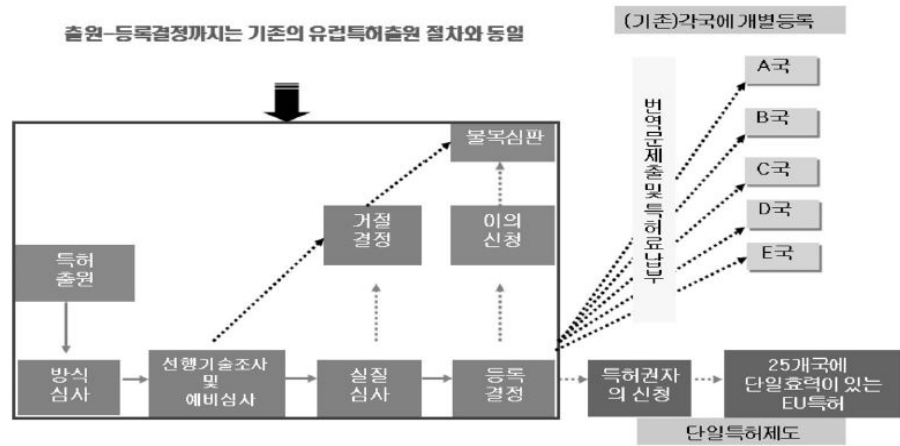 출원-등록결정까지는 기존의 유럽특허출원 절차와 동일
(기존)각국에 개별등록
A국
B국
C국
D국
E국
번역문제출 및 특허료납부
불복심판
거절
결정
이의
신청
특허
출원
방식
심사
선행기술조사
및
예비심사
실질
심사
등록
결정
특허권자
의 신청
25개국에
단일효력이 있는
EU특허
단일특허제도